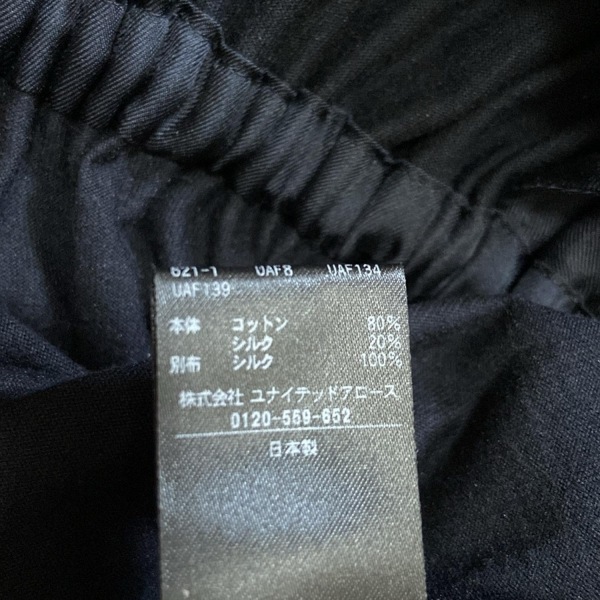 621-1 UAF8 UAF134
UAF139
本体 コットン 80%
シルク 20%
別布 シルク 100%
株式会社 ユナイテッドアローズ
0120-559-652
日本製